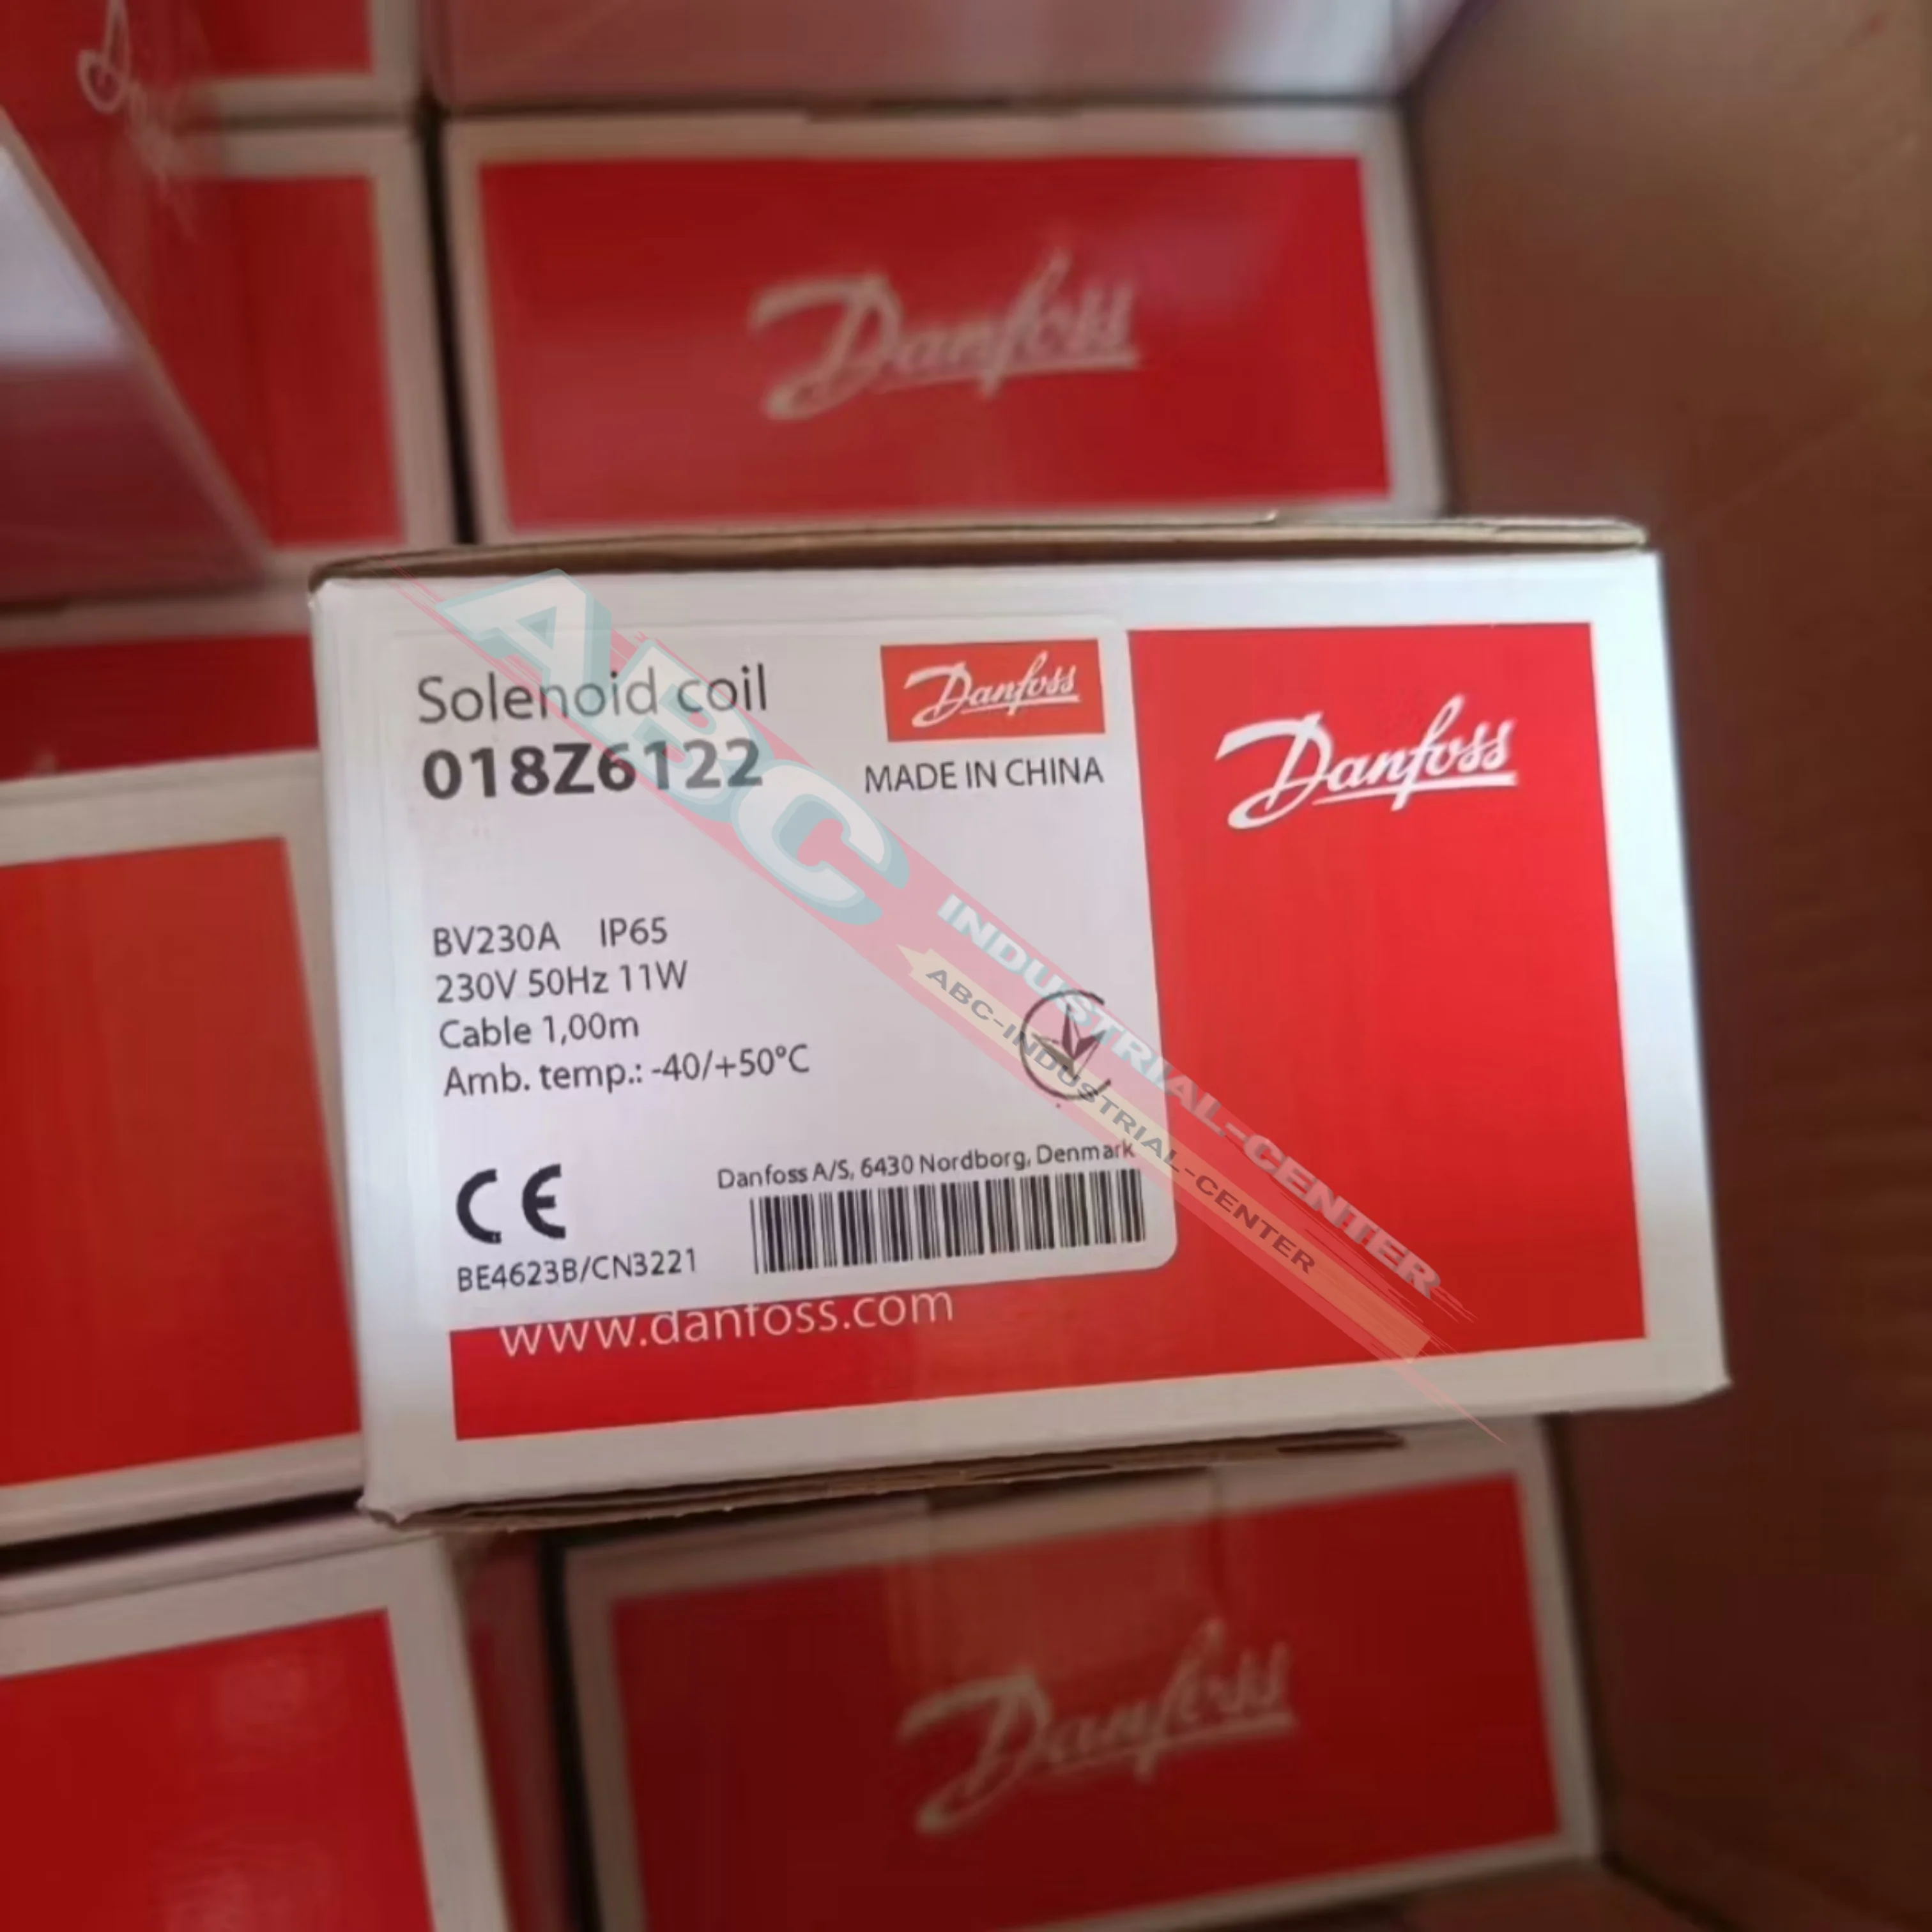 Danfoss
Solenoid coil
018Z6122
Danfoss
MADE IN CHINA
Danfoss
BV230A IP65
230V 50Hz 11W
Cable 1,00m
Amb. temp.: -40/+50°C
CE
Danfoss A/S, 6430 Nordborg, Denmark
BE4623B/CN3221
www.danfoss.com
ABC
INDUSTRIAL-CENTER
ABC-INDUSTRIAL-CENTER
Danfoss